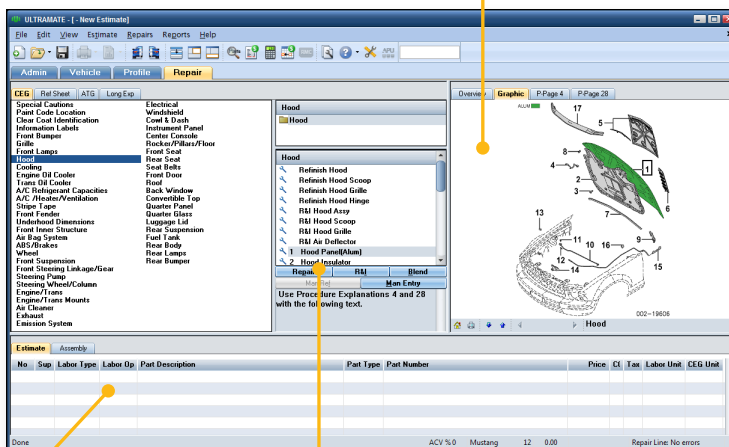 ULTRAMATE - [ - New Estimate]
File Edit View Estimate Repairs Reports Help
Admin Vehicle Profile Repair
CEG Ref Sheet ATG Long Exp
Special Cautions
Paint Code Location
Clear Coat Identification
Information Labels
Front Bumper
Grille
Front Lamps
Hood
Cooling
Engine Oil Cooler
Trans Oil Cooler
A/C Refrigerant Capacities
A/C /Heater/Ventilation
Stripe Tape
Front Fender
Underhood Dimensions
Front Inner Structure
Air Bag System
ABS/Brakes
Wheel
Front Suspension
Front Steering Linkage/Gear
Steering Pump
Steering Wheel/Column
Engine/Trans
Engine/Trans Mounts
Air Cleaner
Exhaust
Emission System
Electrical
Windshield
Cowl & Dash
Instrument Panel
Center Console
Rocker/Pillars/Floor
Front Seat
Rear Seat
Seat Belts
Front Door
Roof
Back Window
Convertible Top
Quarter Panel
Quarter Glass
Luggage Lid
Rear Suspension
Fuel Tank
Rear Body
Rear Lamps
Rear Bumper
Hood
Hood
Hood
Refinish Hood
Refinish Hood Scoop
Refinish Hood Grille
Refinish Hood Hinge
R&I Hood Assy
R&I Hood Scoop
R&I Hood Grille
R&I Air Deflector
1 Hood Panel(Alum)
2 Hood Insulator
Repair R&I Blend
Man Ref Man Entry
Use Procedure Explanations 4 and 28
with the following text.
Overview Graphic P-Page 4 P-Page 28
ALUM
17
5
8
1
4
2
3
6
7
13
11
10
16
9
12
14
15
002-19606
Hood
Estimate Assembly
No Sup Labor Type Labor Op Part Description Part Type Part Number Price Tax Labor Unit CEG Unit
Done ACV %0 Mustang 12 0.00 Repair Line: No errors